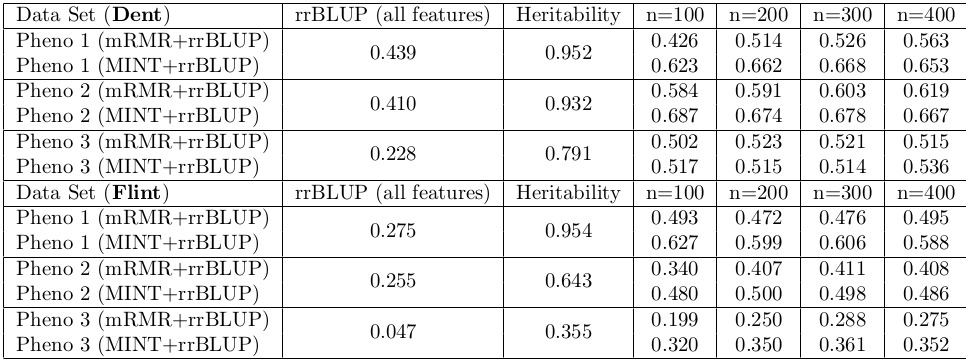 Data Set (Dent) rrBLUP (all features) Heritability n=100 n=200 n=300 n=400
Pheno 1 (mRMR+rrBLUP) 0.439 0.952 0.426 0.514 0.526 0.563
Pheno 1 (MINT+rrBLUP) 0.623 0.662 0.668 0.653
Pheno 2 (mRMR+rrBLUP) 0.410 0.932 0.584 0.591 0.603 0.619
Pheno 2 (MINT+rrBLUP) 0.687 0.674 0.678 0.667
Pheno 3 (mRMR+rrBLUP) 0.228 0.791 0.502 0.523 0.521 0.515
Pheno 3 (MINT+rrBLUP) 0.517 0.515 0.514 0.536
Data Set (Flint) rrBLUP (all features) Heritability n=100 n=200 n=300 n=400
Pheno 1 (mRMR+rrBLUP) 0.275 0.954 0.493 0.472 0.476 0.495
Pheno 1 (MINT+rrBLUP) 0.627 0.599 0.606 0.588
Pheno 2 (mRMR+rrBLUP) 0.255 0.643 0.340 0.407 0.411 0.408
Pheno 2 (MINT+rrBLUP) 0.480 0.500 0.498 0.486
Pheno 3 (mRMR+rrBLUP) 0.047 0.355 0.199 0.250 0.288 0.275
Pheno 3 (MINT+rrBLUP) 0.320 0.350 0.361 0.352